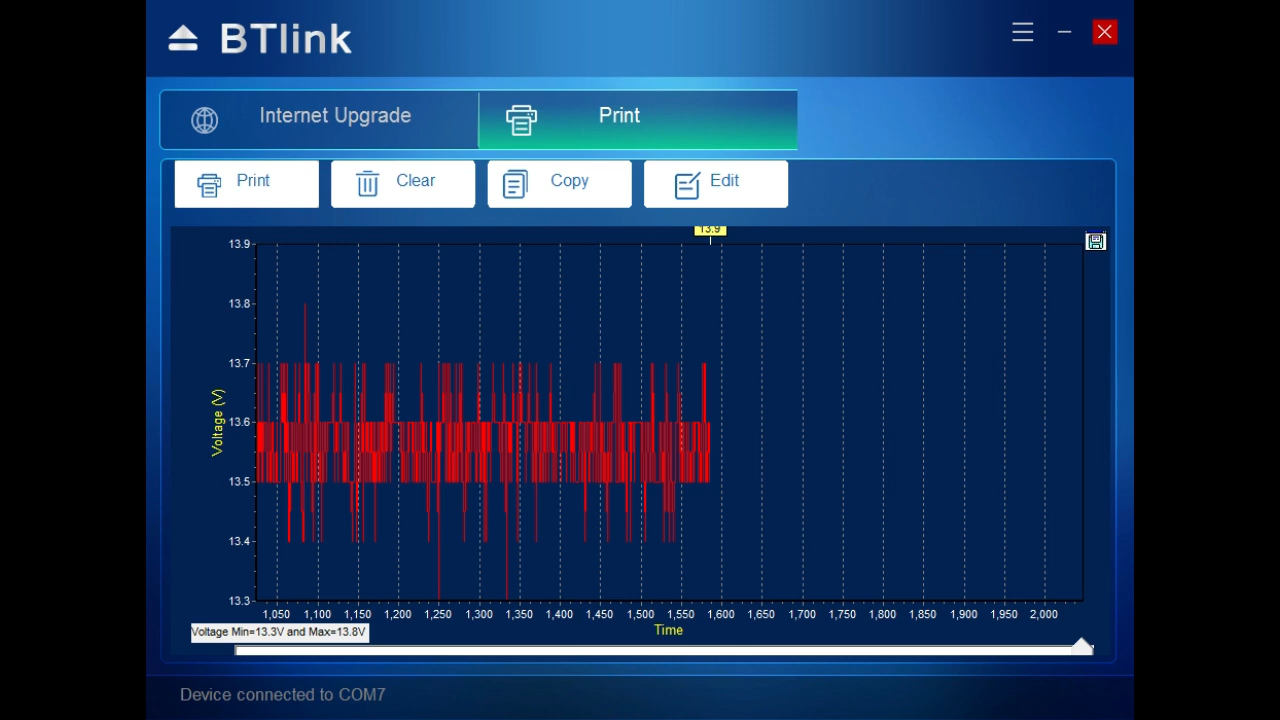 BTlink
Internet Upgrade
Print
Print
Clear
Copy
Edit
13.9
13.9
13.8
13.7
13.6
13.5
13.4
13.3
Voltage (V)
1,050 1,100 1,150 1,200 1,250 1,300 1,350 1,400 1,450 1,500 1,550 1,600 1,650 1,700 1,750 1,800 1,850 1,900 1,950 2,000
Time
Voltage Min=13.3V and Max=13.8V
Device connected to COM7